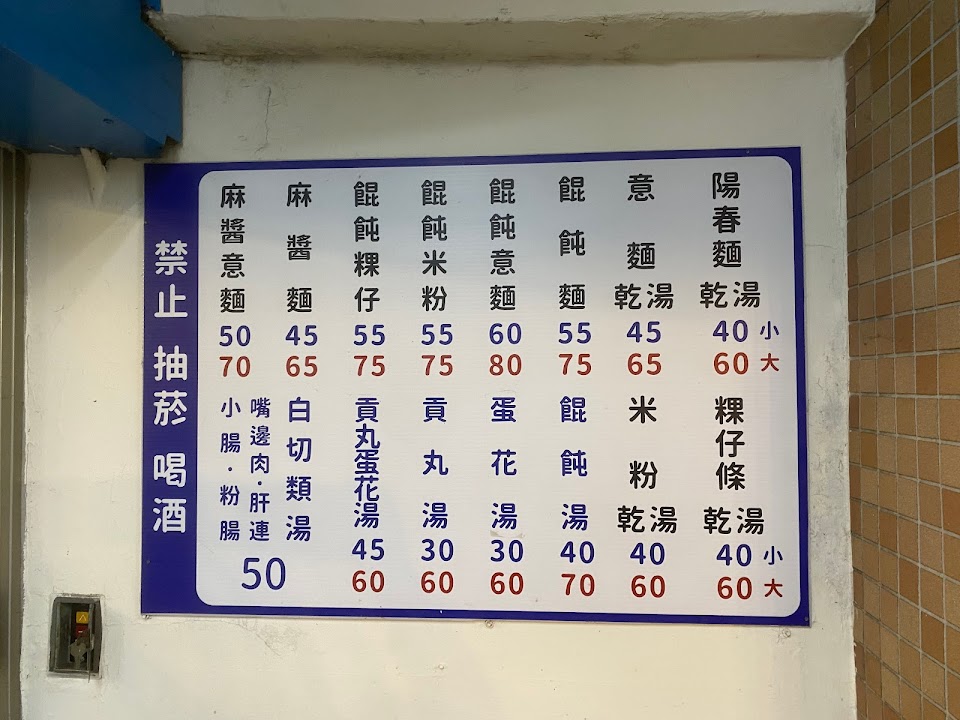 陽春麵 乾湯 40 小 60 大
意麵 乾湯 45 65
餛飩麵 55 75
餛飩意麵 60 80
餛飩米粉 55 75
餛飩粿仔 55 75
麻醬麵 45 65
麻醬意麵 50 70
粿仔條 乾湯 40 小 60 大
米粉 乾湯 40 60
餛飩湯 40 70
蛋花湯 30 60
貢丸湯 30 60
貢丸蛋花湯 45 60
白切類湯
嘴邊肉·肝連
小腸·粉腸
50
禁止 抽菸 喝酒